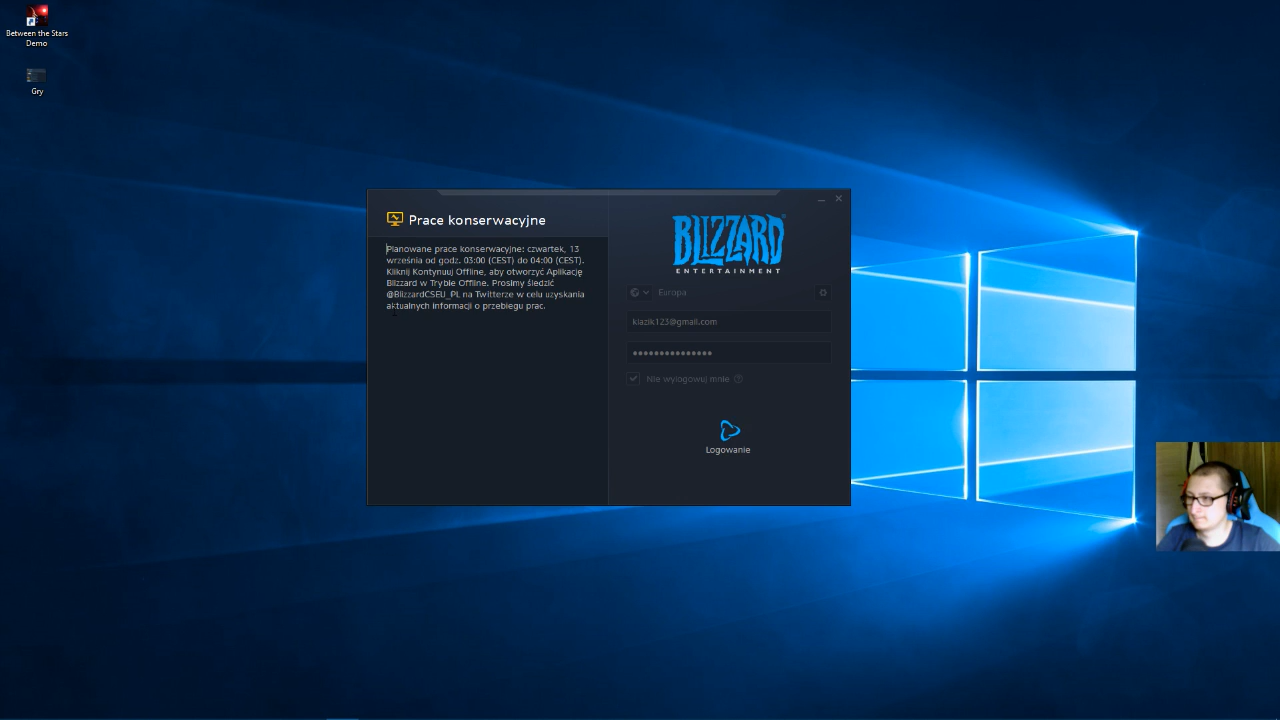 Between the Stars
Demo
Gry
Prace konserwacyjne
Planowane prace konserwacyjne: czwartek, 13
września od godz. 03:00 (CEST) do 04:00 (CEST).
Kliknij Kontynuuj Offline, aby otworzyć Aplikację
Blizzard w Trybie Offline. Prosimy śledzić
@BlizzardCSEU_PL na Twitterze w celu uzyskania
aktualnych informacji o przebiegu prac.
BLIZZARD
ENTERTAINMENT
Europa
klazik123@gmail.com
Nie wylogowuj mnie
Logowanie